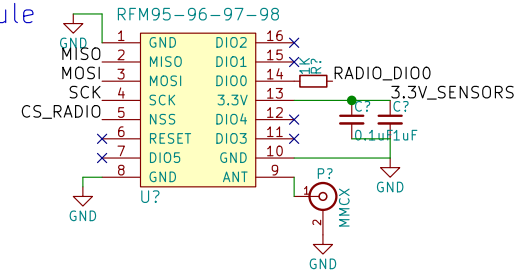 ule
RFM95-96-97-98
GND
MISO
MOSI
SCK
CS_RADIO
1 GND DIO2 16
2 MISO DIO1 15
3 MOSI DIO0 14
4 SCK 3.3V 13
5 NSS DIO4 12
6 RESET DIO3 11
7 DIO5 GND 10
8 GND ANT 9
U?
GND
1K
R?
RADIO_DIO0
3.3V_SENSORS
C? C?
0.1uF 1uF
GND
P?
1
2
MMCX
GND